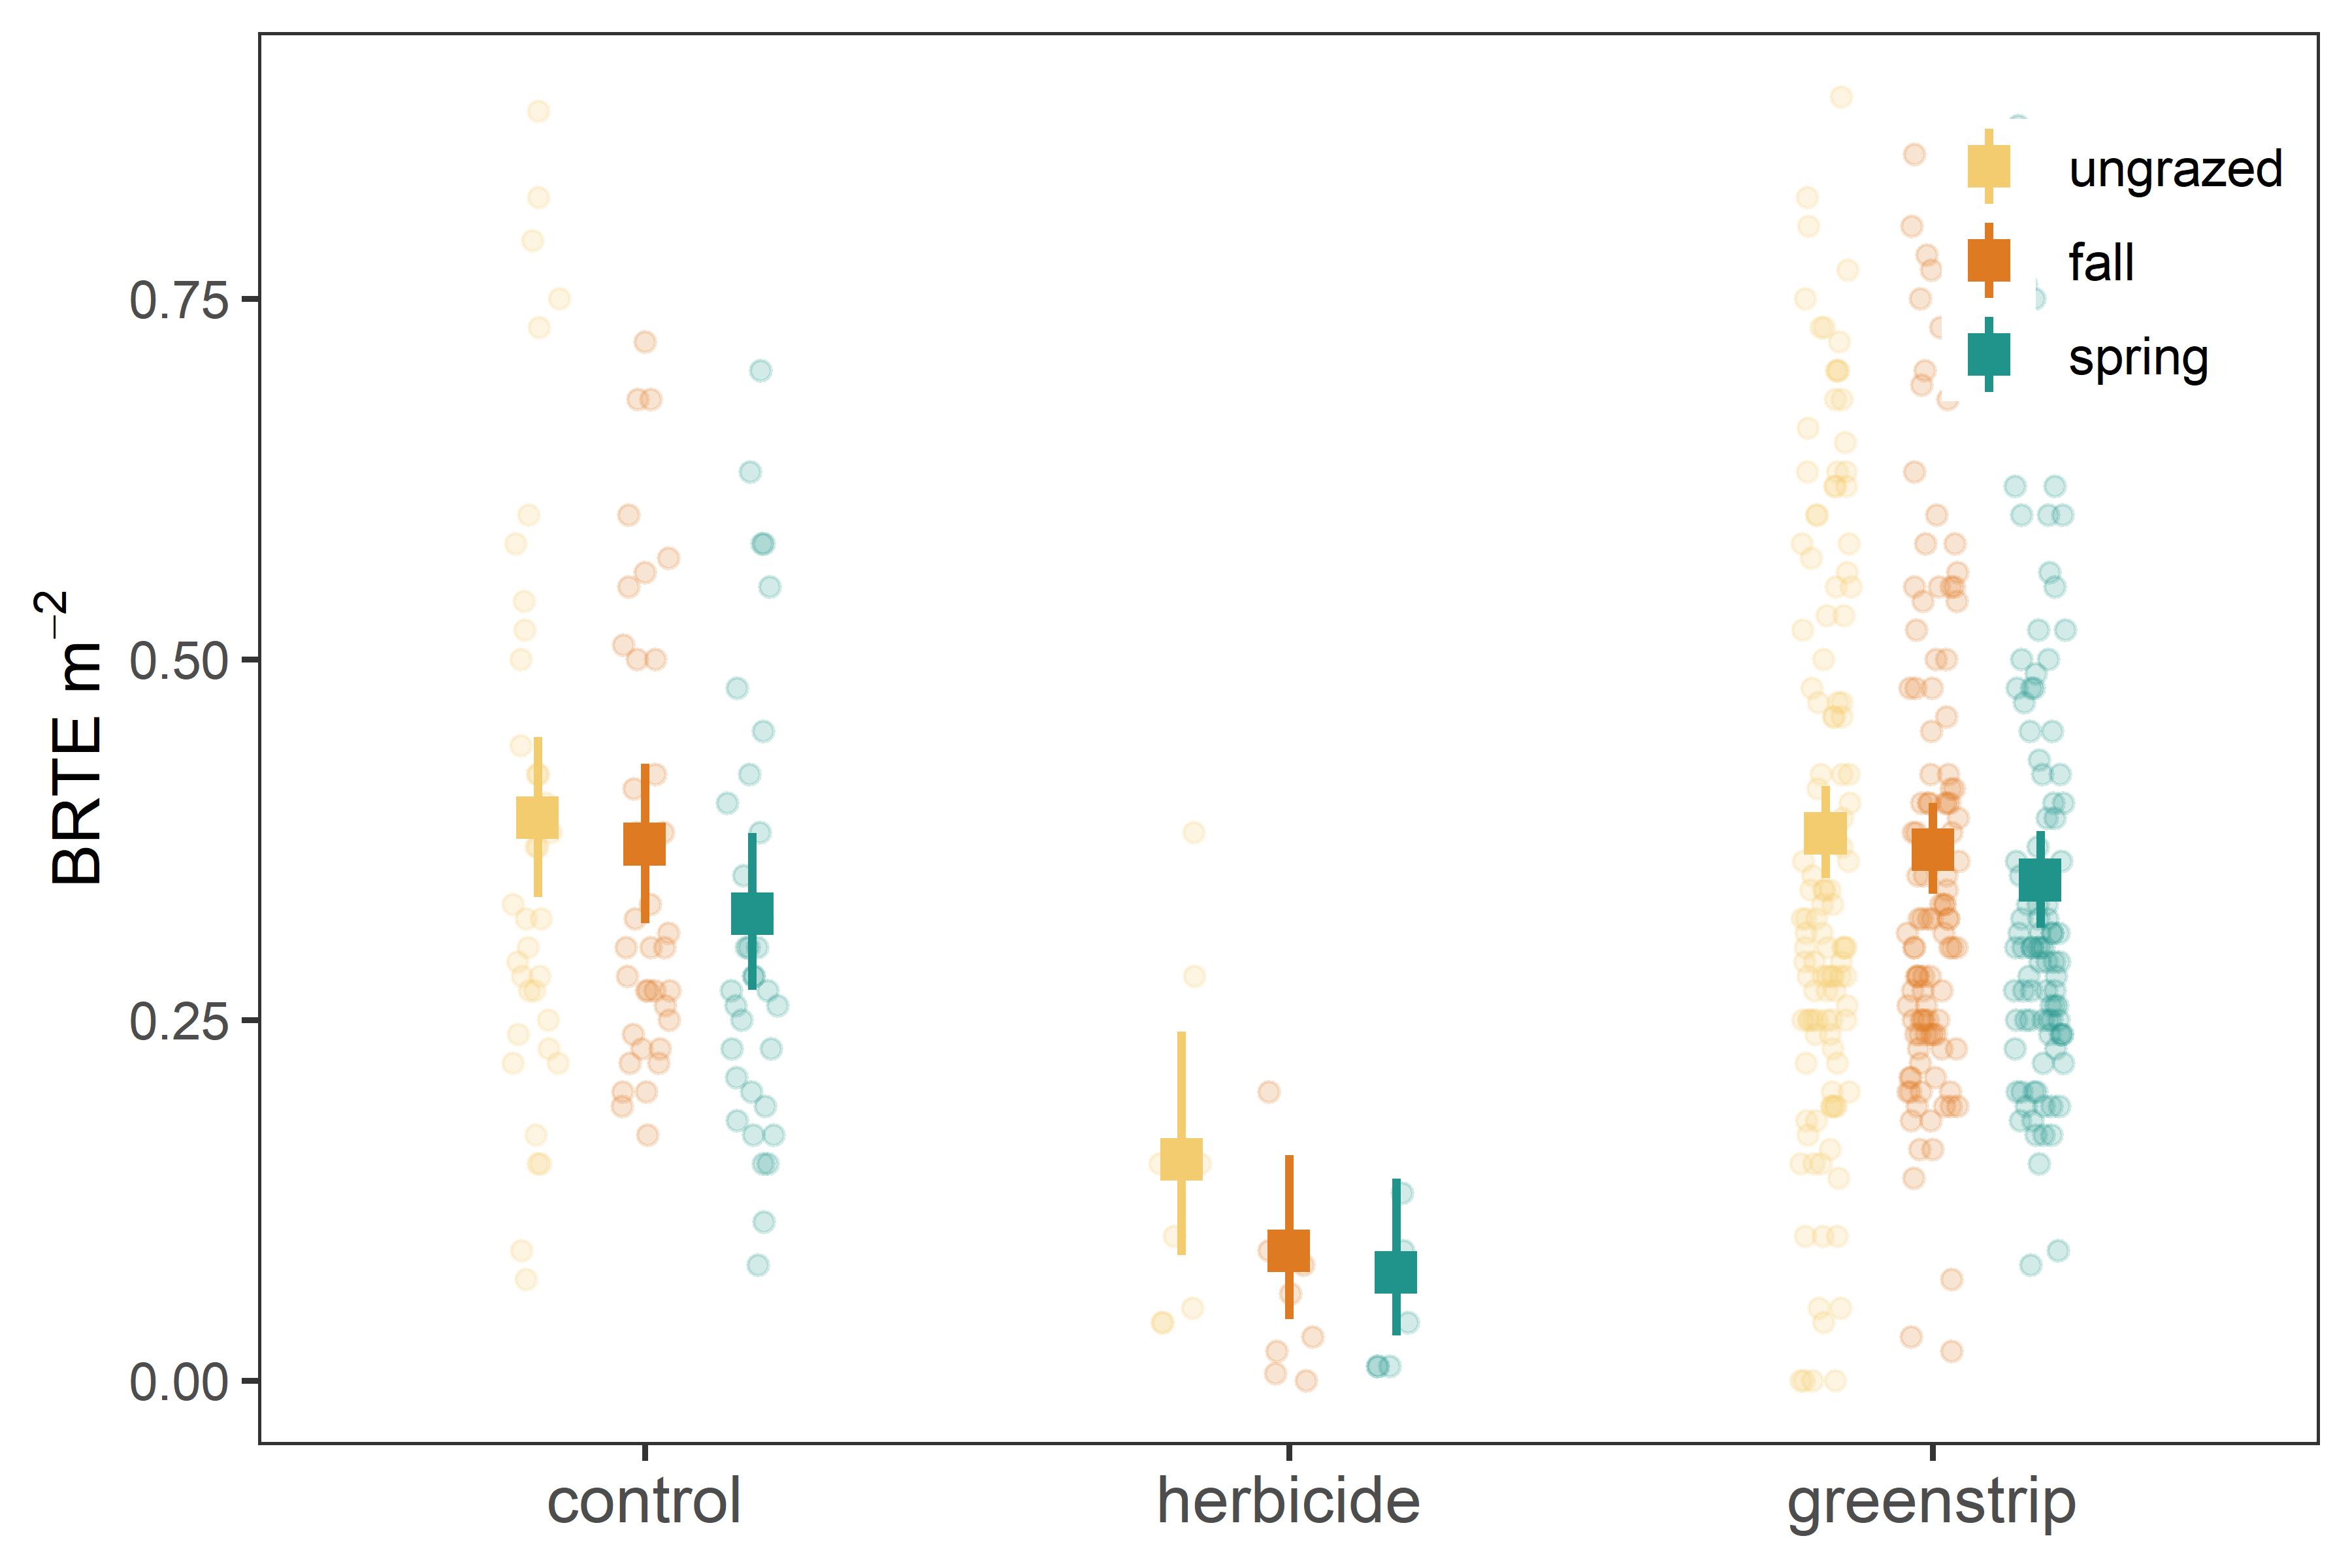 BRTE m⁻²
0.75
0.50
0.25
0.00
control
herbicide
greenstrip
ungrazed
fall
spring